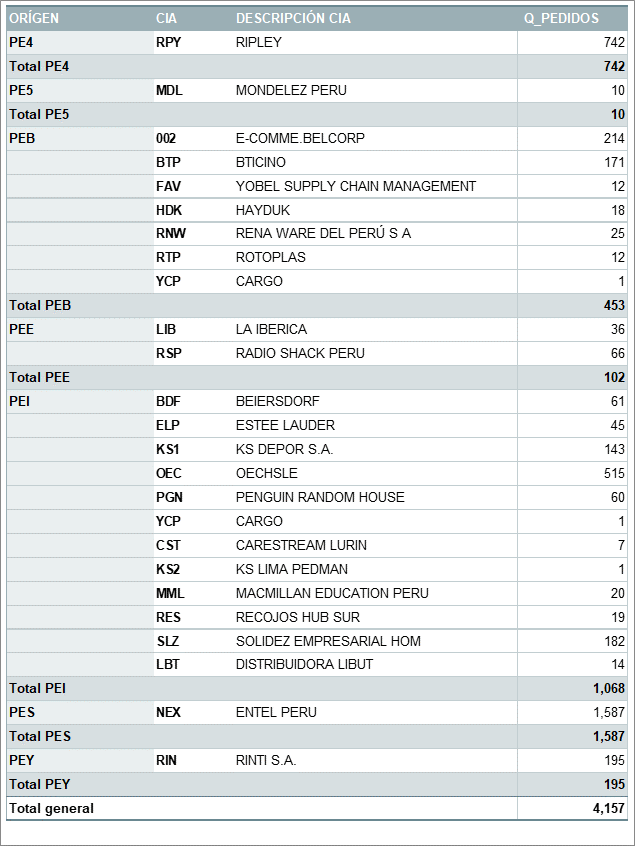 ORÍGEN CIA DESCRIPCIÓN CIA Q_PEDIDOS
PE4 RPY RIPLEY 742
Total PE4 742
PE5 MDL MONDELEZ PERU 10
Total PE5 10
PEB 002 E-COMME.BELCORP 214
BTP BTICINO 171
FAV YOBEL SUPPLY CHAIN MANAGEMENT 12
HDK HAYDUK 18
RNW RENA WARE DEL PERÚ S A 25
RTP ROTOPLAS 12
YCP CARGO 1
Total PEB 453
PEE LIB LA IBERICA 36
RSP RADIO SHACK PERU 66
Total PEE 102
PEI BDF BEIERSDORF 61
ELP ESTEE LAUDER 45
KS1 KS DEPOR S.A. 143
OEC OECHSLE 515
PGN PENGUIN RANDOM HOUSE 60
YCP CARGO 1
CST CARESTREAM LURIN 7
KS2 KS LIMA PEDMAN 1
MML MACMILLAN EDUCATION PERU 20
RES RECOJOS HUB SUR 19
SLZ SOLIDEZ EMPRESARIAL HOM 182
LBT DISTRIBUIDORA LIBUT 14
Total PEI 1,068
PES NEX ENTEL PERU 1,587
Total PES 1,587
PEY RIN RINTI S.A. 195
Total PEY 195
Total general 4,157